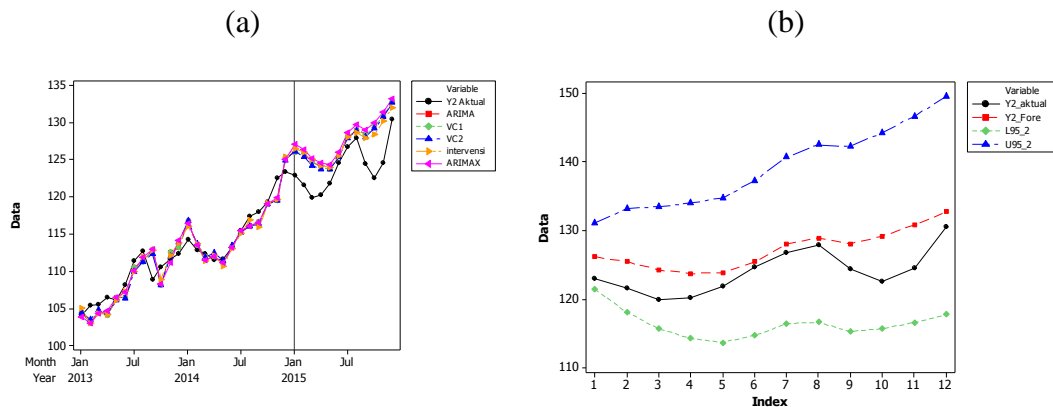 (a)
(b)
Data
135
130
125
120
115
110
105
100
Month
Jan
Jul
Jan
Jul
Jan
Jul
Year
2013
2014
2015
Variable
Y2 Aktual
ARIMA
VC1
VC2
intervensi
ARIMAX
Data
150
140
130
120
110
1 2 3 4 5 6 7 8 9 10 11 12
Index
Variable
Y2_aktual
Y2_Fore
L95_2
U95_2